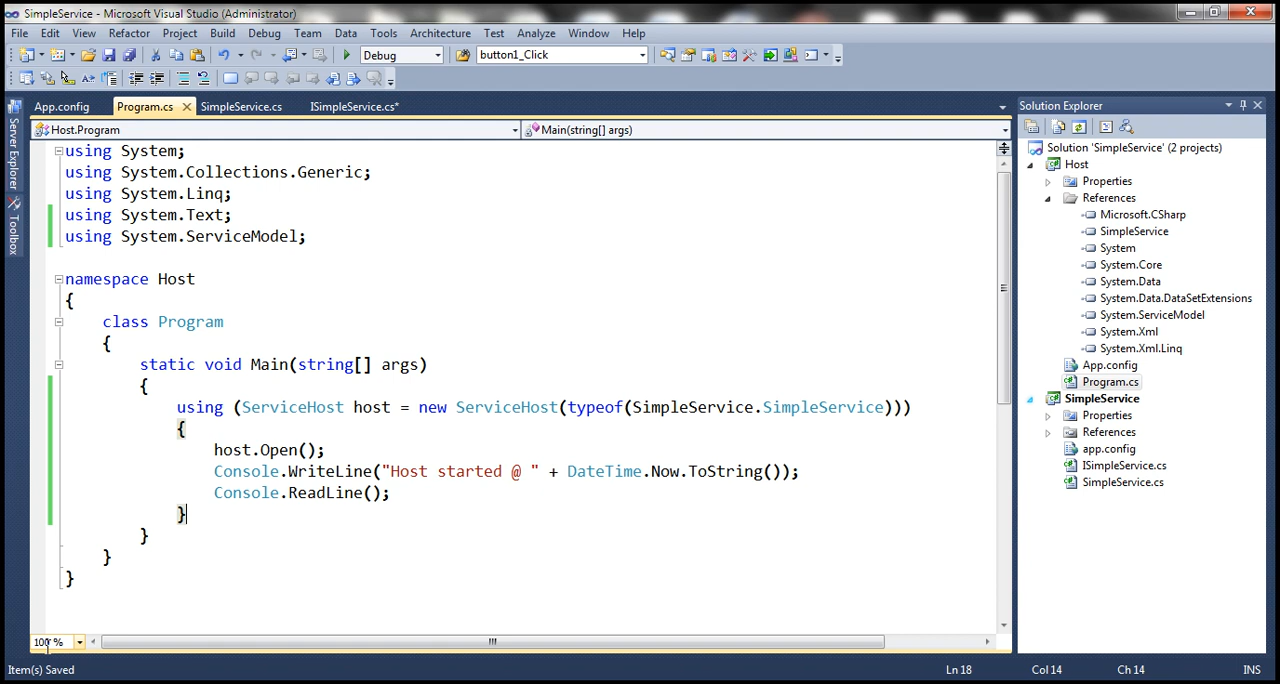 SimpleService - Microsoft Visual Studio (Administrator)
File Edit View Refactor Project Build Debug Team Data Tools Architecture Test Analyze Window Help
Debug button1_Click
App.config Program.cs SimpleService.cs ISimpleService.cs*
Host.Program Main(string[] args)
using System;
using System.Collections.Generic;
using System.Linq;
using System.Text;
using System.ServiceModel;
namespace Host
{
class Program
{
static void Main(string[] args)
{
using (ServiceHost host = new ServiceHost(typeof(SimpleService.SimpleService)))
{
host.Open();
Console.WriteLine("Host started @ " + DateTime.Now.ToString());
Console.ReadLine();
}
}
}
}
100 %
Server Explorer
Toolbox
Solution Explorer
Solution 'SimpleService' (2 projects)
Host
Properties
References
Microsoft.CSharp
SimpleService
System
System.Core
System.Data
System.Data.DataSetExtensions
System.ServiceModel
System.Xml
System.Xml.Linq
App.config
Program.cs
SimpleService
Properties
References
app.config
ISimpleService.cs
SimpleService.cs
Item(s) Saved Ln 18 Col 14 Ch 14 INS